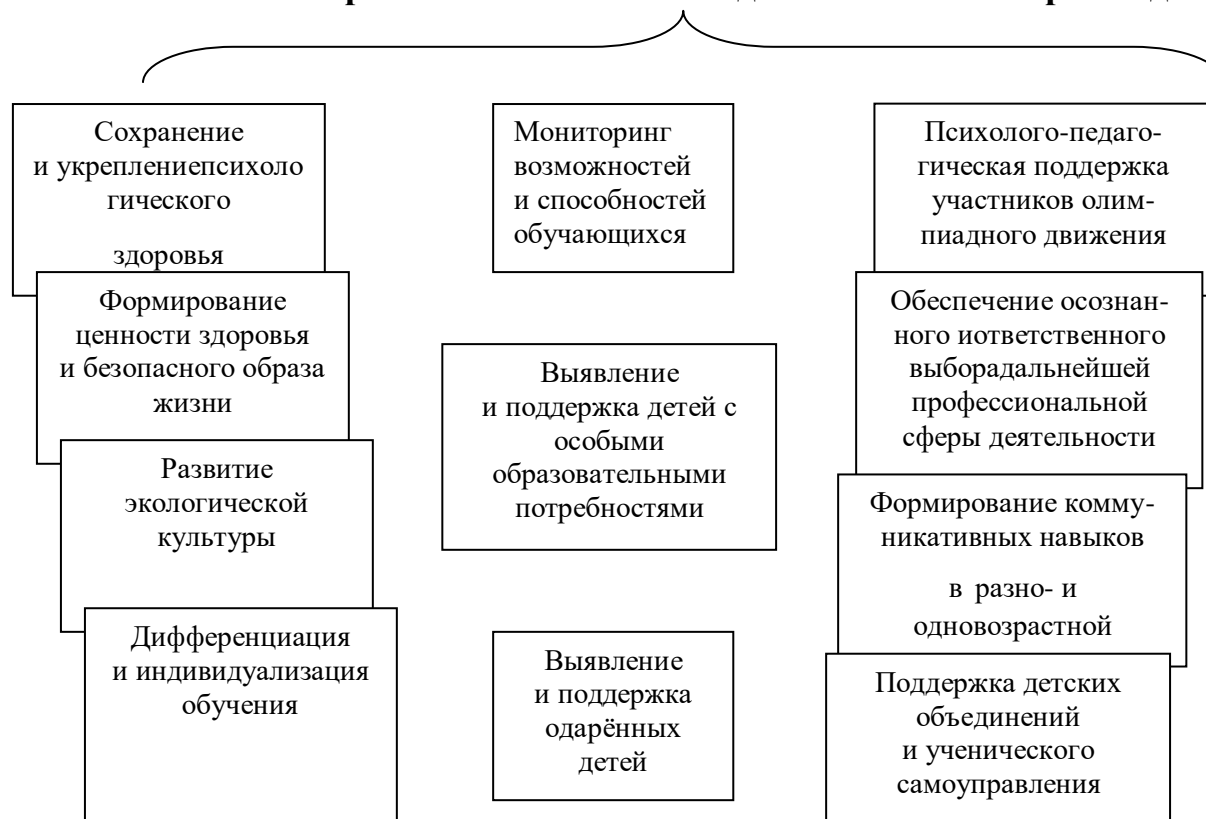 Сохранение
и укреплениепсихоло
гического
здоровья
Формирование
ценности здоровья
и безопасного образа
жизни
Развитие
экологической
культуры
Дифференциация
и индивидуализация
обучения
Мониторинг
возможностей
и способностей
обучающихся
Выявление
и поддержка детей с
особыми
образовательными
потребностями
Выявление
и поддержка
одарённых
детей
Психолого-педаго-
гическая поддержка
участников олим-
пиадного движения
Обеспечение осознан-
ного иответственного
выборадальнейшей
профессиональной
сферы деятельности
Формирование комму-
никативных навыков
в разно- и
одновозрастной
Поддержка детских
объединений
и ученического
самоуправления